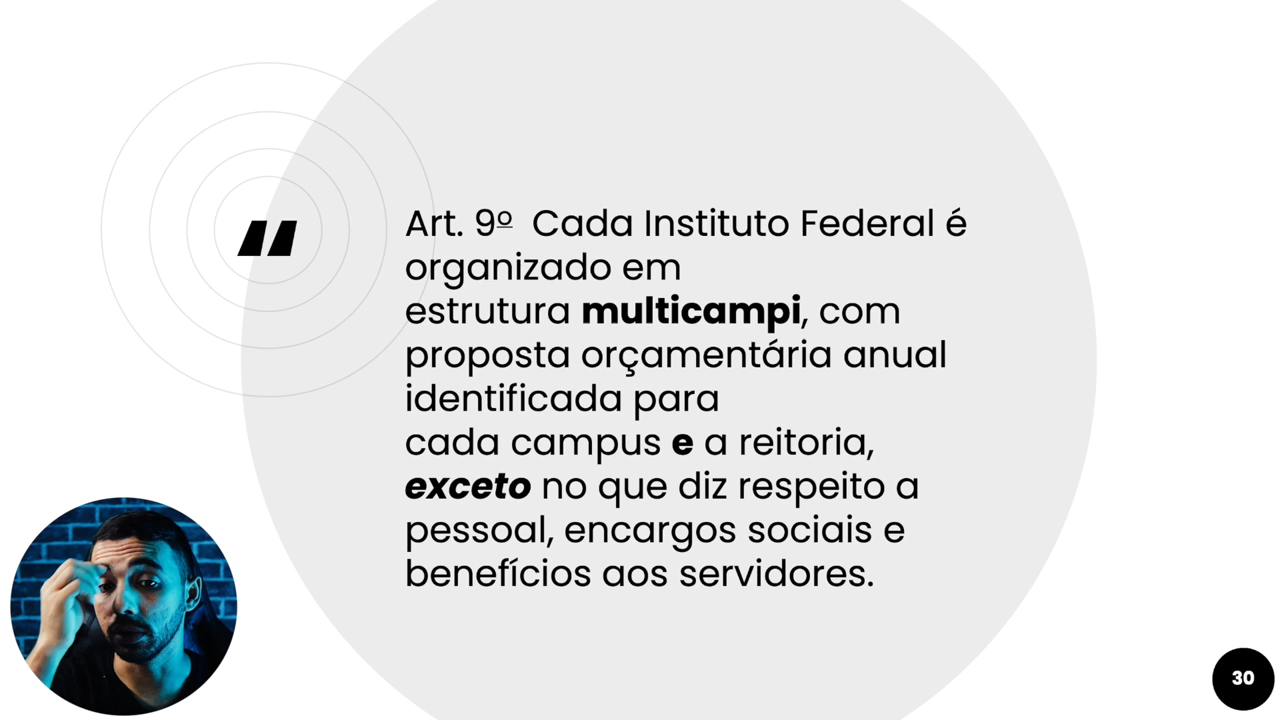 “
Art. 9º Cada Instituto Federal é
organizado em
estrutura multicampi, com
proposta orçamentária anual
identificada para
cada campus e a reitoria,
exceto no que diz respeito a
pessoal, encargos sociais e
benefícios aos servidores.
30